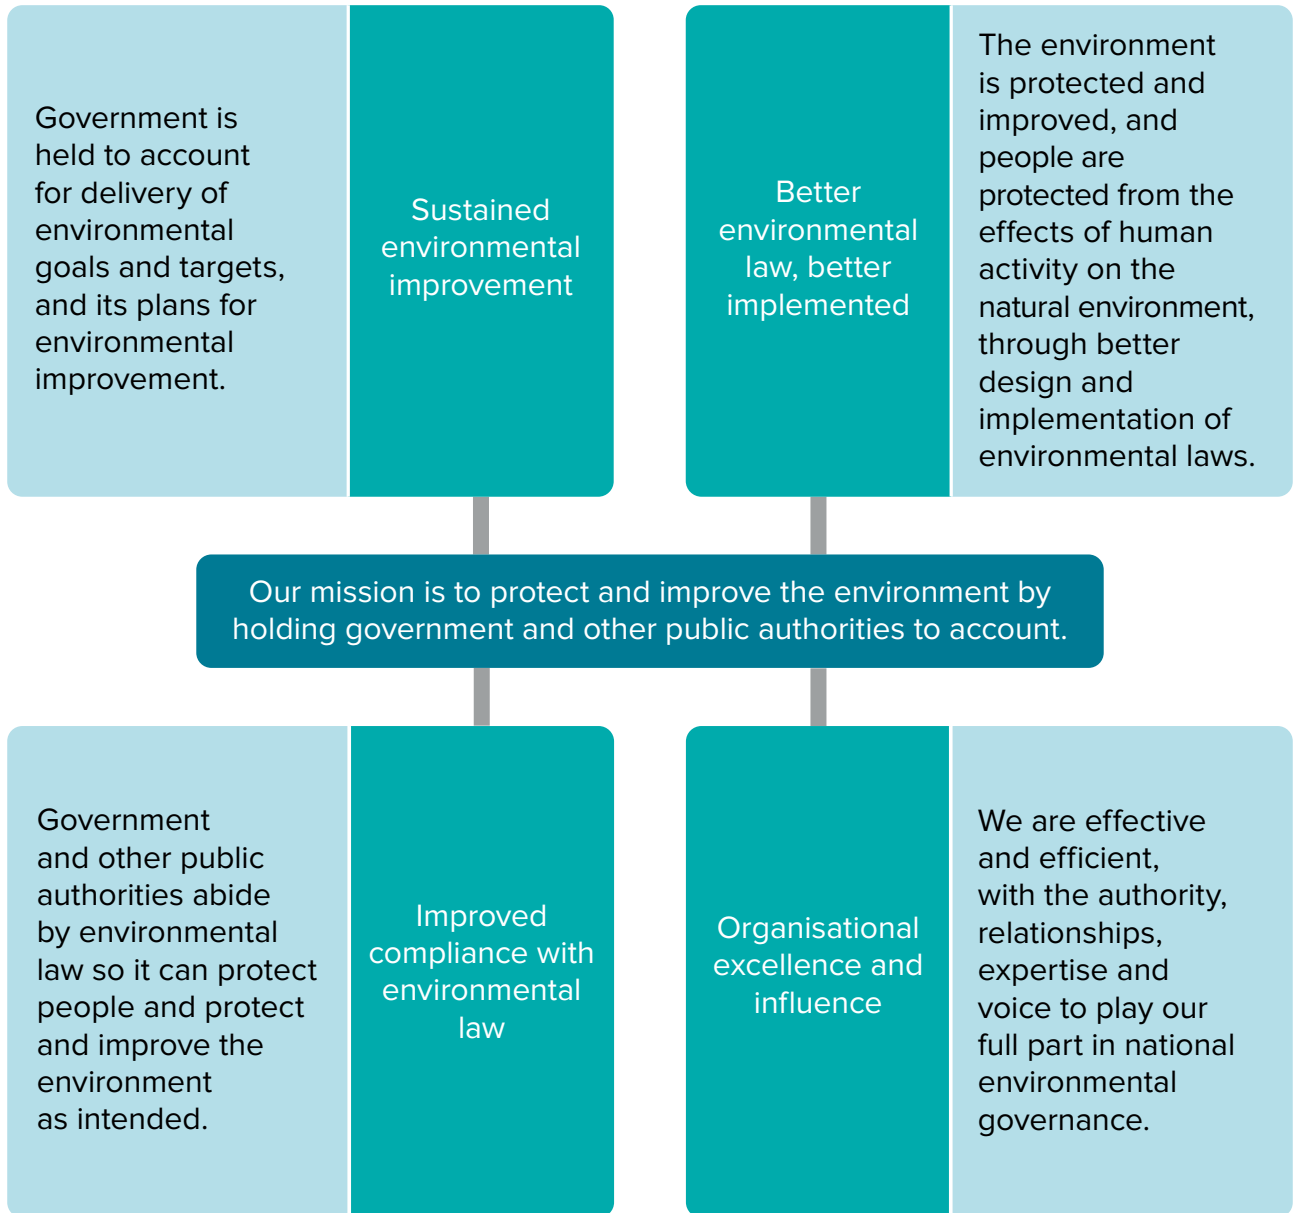 Government is
held to account
for delivery of
environmental
goals and targets,
and its plans for
environmental
improvement.
Sustained
environmental
improvement
Better
environmental
law, better
implemented
The environment
is protected and
improved, and
people are
protected from the
effects of human
activity on the
natural environment,
through better
design and
implementation of
environmental laws.
Our mission is to protect and improve the environment by
holding government and other public authorities to account.
Government
and other public
authorities abide
by environmental
law so it can protect
people and protect
and improve the
environment
as intended.
Improved
compliance with
environmental
law
Organisational
excellence and
influence
We are effective
and efficient,
with the authority,
relationships,
expertise and
voice to play our
full part in national
environmental
governance.